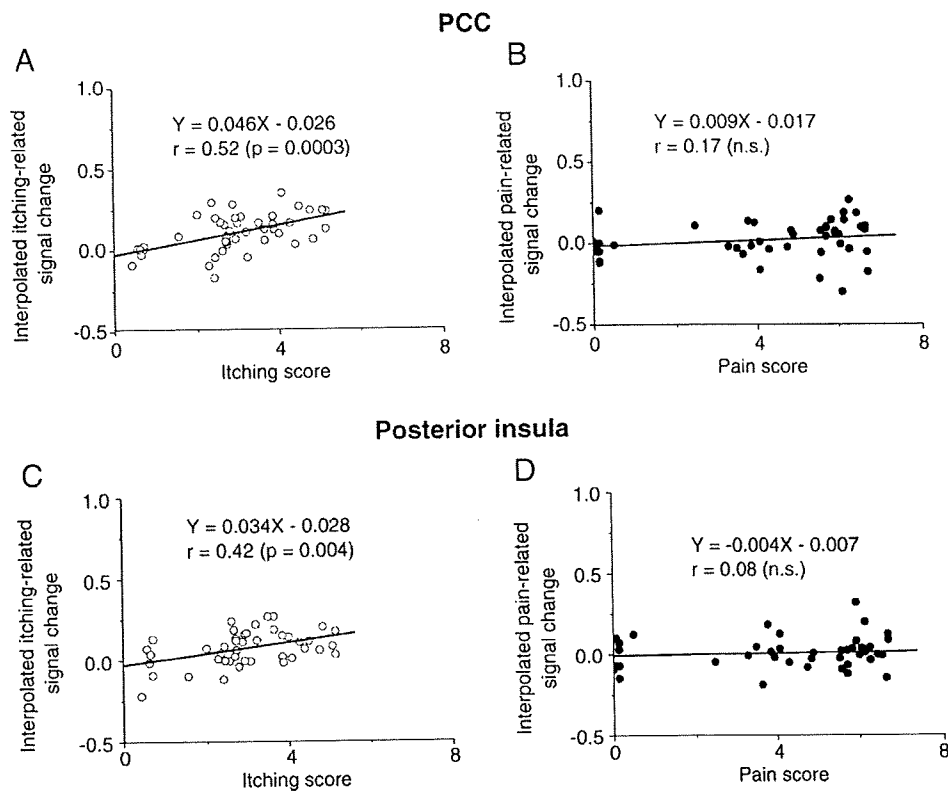 PCC
A
Interpolated itching-related
signal change
1.0
0.5
0.0
-0.5
Y = 0.046X - 0.026
r = 0.52 (p = 0.0003)
0
4
8
Itching score
B
Interpolated pain-related
signal change
1.0
0.5
0.0
-0.5
Y = 0.009X - 0.017
r = 0.17 (n.s.)
0
4
8
Pain score
Posterior insula
C
Interpolated itching-related
signal change
1.0
0.5
0.0
-0.5
Y = 0.034X - 0.028
r = 0.42 (p = 0.004)
0
4
8
Itching score
D
Interpolated pain-related
signal change
1.0
0.5
0.0
-0.5
Y = -0.004X - 0.007
r = 0.08 (n.s.)
0
4
8
Pain score